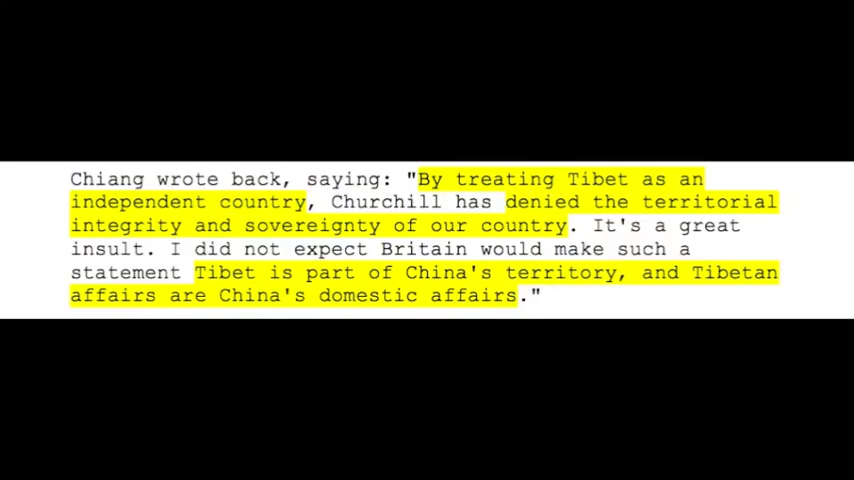 Chiang wrote back, saying: "By treating Tibet as an
independent country, Churchill has denied the territorial
integrity and sovereignty of our country. It's a great
insult. I did not expect Britain would make such a
statement Tibet is part of China's territory, and Tibetan
affairs are China's domestic affairs."